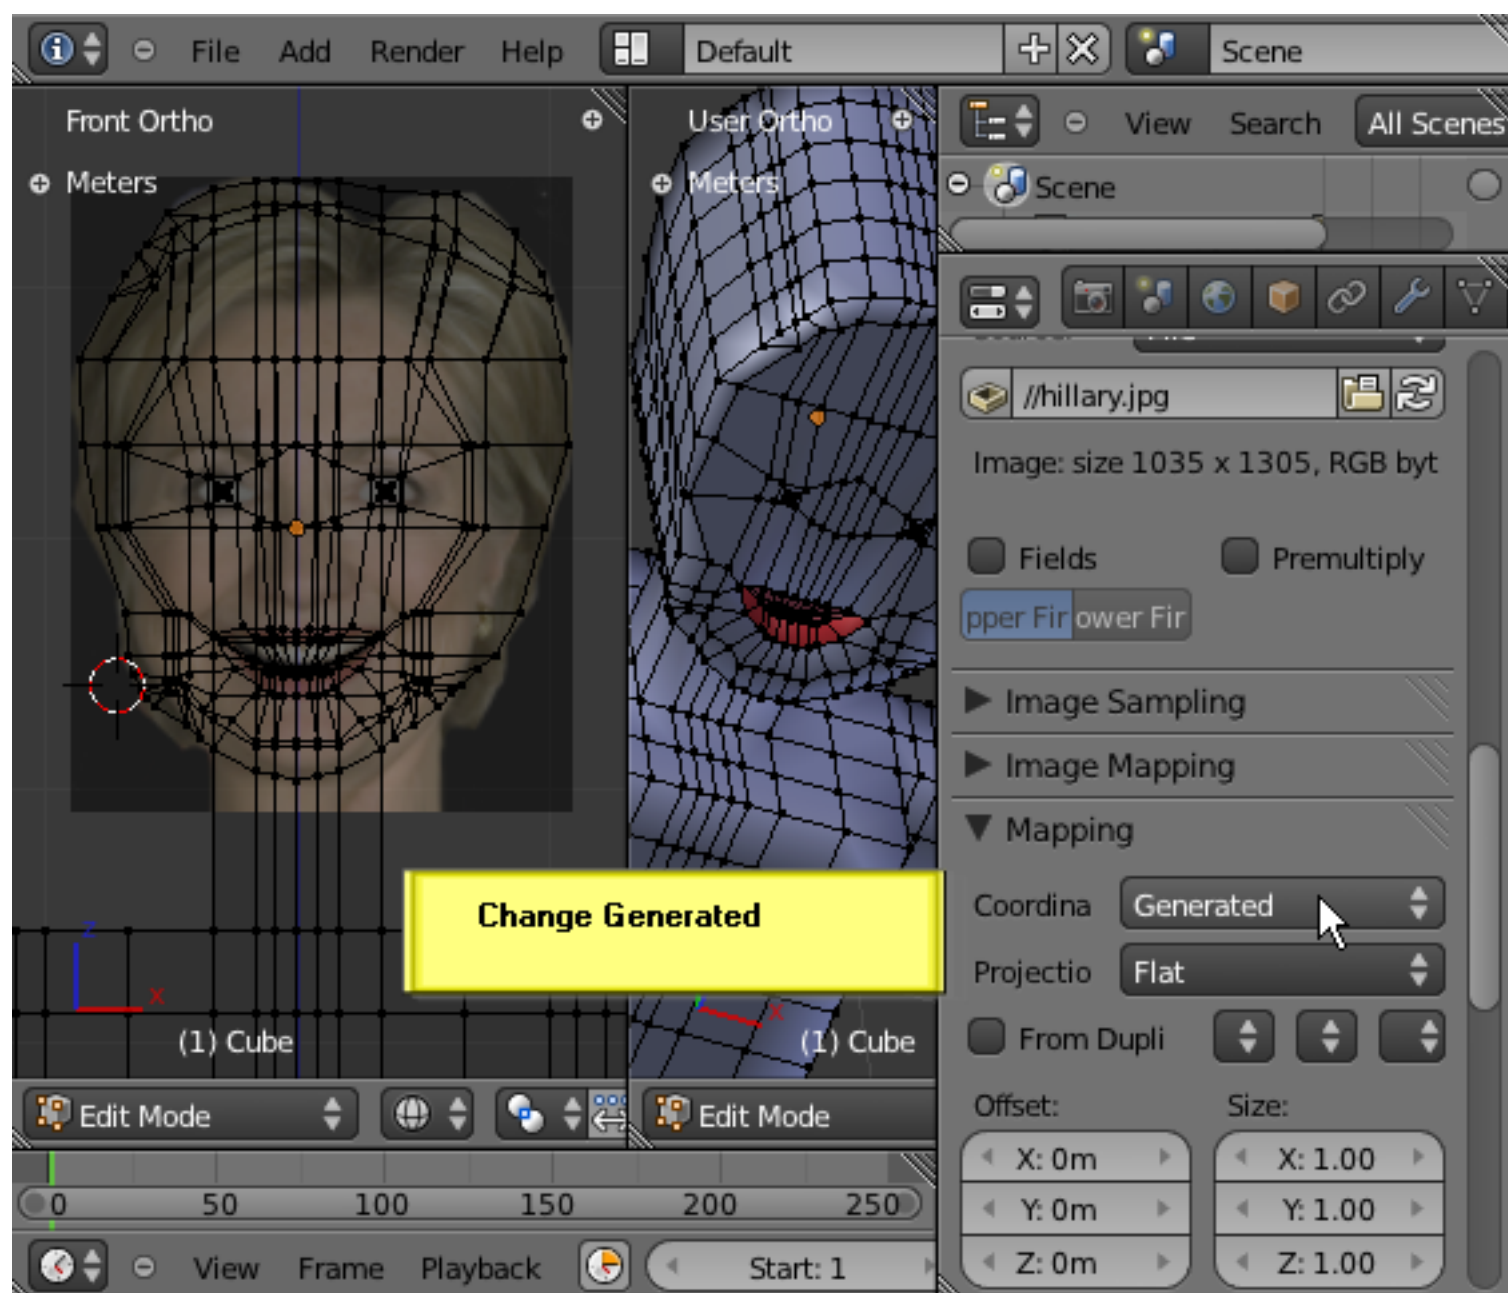 File Add Render Help Default Scene
Front Ortho
Meters
User Ortho
Meters
View Search All Scenes
Scene
//hillary.jpg
Image: size 1035 x 1305, RGB byt
Fields Premultiply
pper Fir ower Fir
Image Sampling
Image Mapping
Mapping
Coordina Generated
Projectio Flat
From Dupli
Offset: Size:
X: 0m X: 1.00
Y: 0m Y: 1.00
Z: 0m Z: 1.00
Change Generated
z
x
(1) Cube
x
(1) Cube
Edit Mode
Edit Mode
0 50 100 150 200 250
View Frame Playback Start: 1